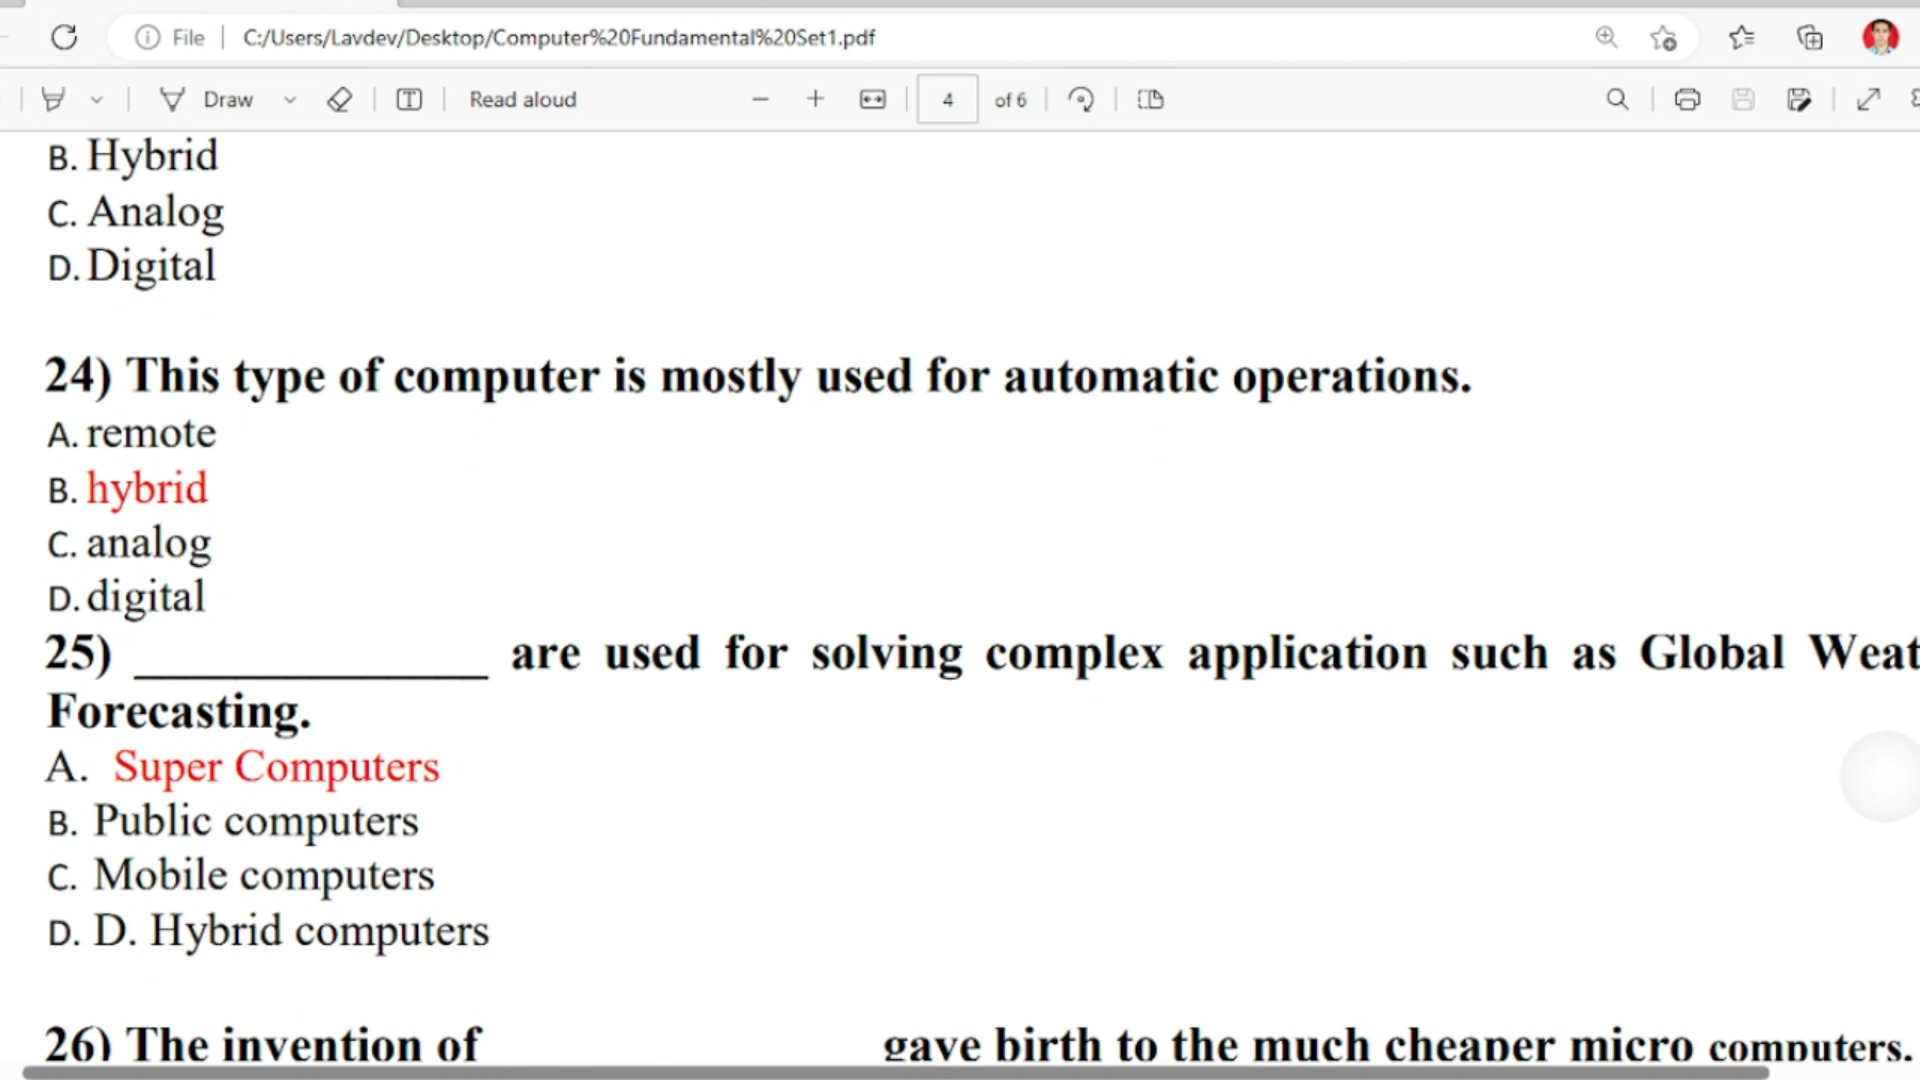 File C:/Users/Lavdev/Desktop/Computer%20Fundamental%20Set1.pdf
Draw Read aloud 4 of 6
B. Hybrid
C. Analog
D. Digital
24) This type of computer is mostly used for automatic operations.
A. remote
B. hybrid
C. analog
D. digital
25) ______________ are used for solving complex application such as Global Weat
Forecasting.
A. Super Computers
B. Public computers
C. Mobile computers
D. D. Hybrid computers
26) The invention of gave birth to the much cheaper micro computers.